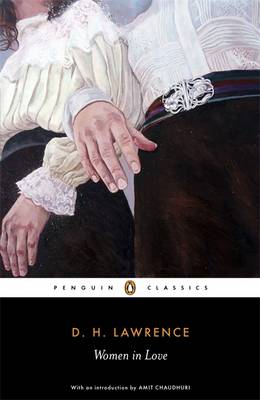 PENGUIN CLASSICS
D. H. LAWRENCE
Women in Love
With an introduction by AMIT CHAUDHURI